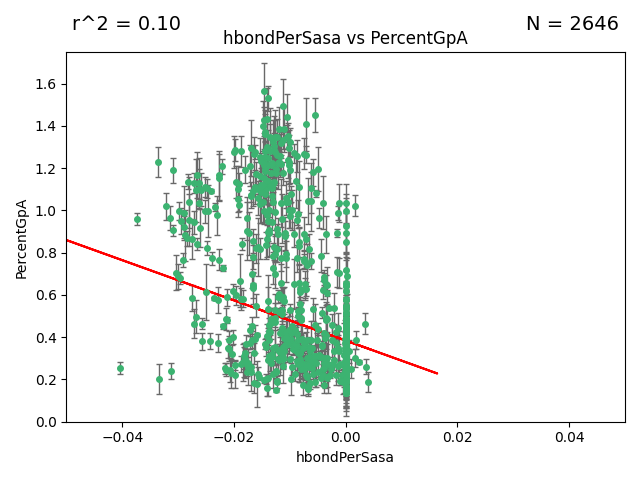 r^2 = 0.10
N = 2646
hbondPerSasa vs PercentGpA
1.6
1.4
1.2
1.0
0.8
0.6
0.4
0.2
0.0
PercentGpA
−0.04
−0.02
0.00
0.02
0.04
hbondPerSasa